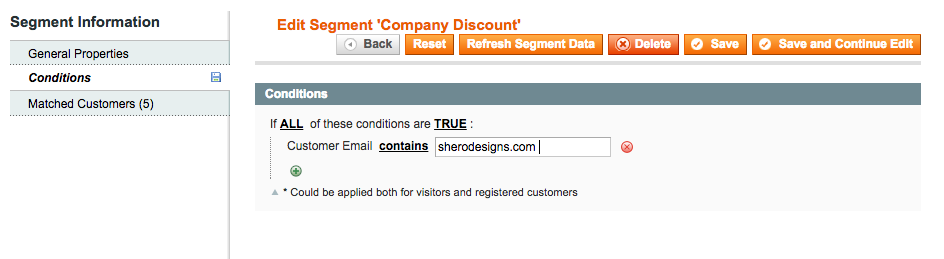 Segment Information
General Properties
Conditions
Matched Customers (5)
Edit Segment 'Company Discount'
Back Reset Refresh Segment Data Delete Save Save and Continue Edit
Conditions
If ALL of these conditions are TRUE :
Customer Email contains sherodesigns.com
* Could be applied both for visitors and registered customers